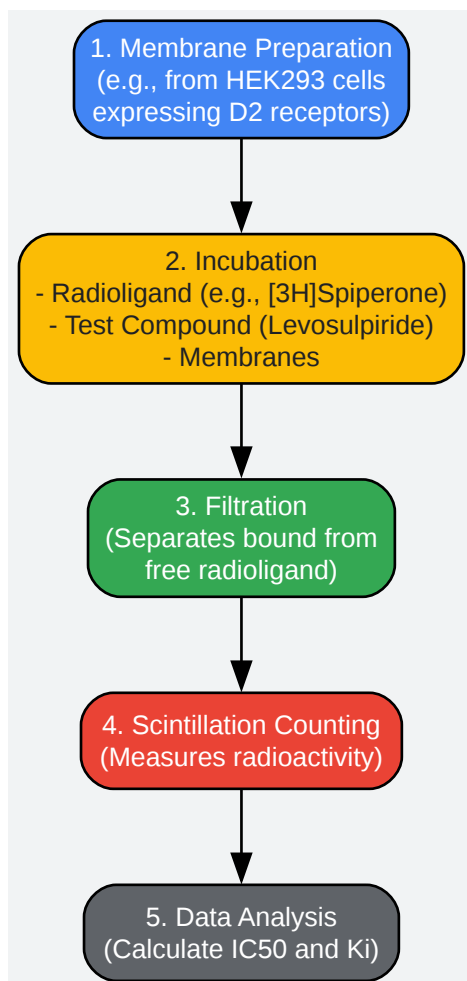 1. Membrane Preparation
(e.g., from HEK293 cells
expressing D2 receptors)
2. Incubation
- Radioligand (e.g., [3H]Spiperone)
- Test Compound (Levosulpiride)
- Membranes
3. Filtration
(Separates bound from
free radioligand)
4. Scintillation Counting
(Measures radioactivity)
5. Data Analysis
(Calculate IC50 and Ki)